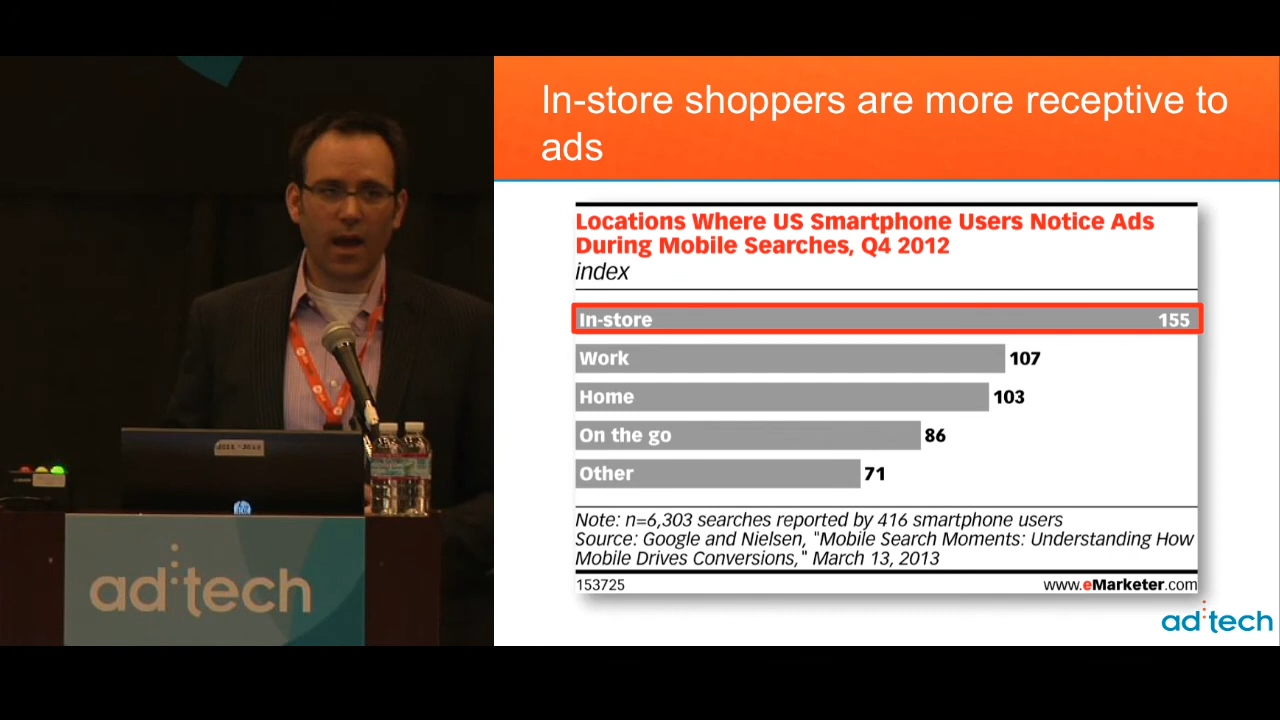 In-store shoppers are more receptive to
ads
Locations Where US Smartphone Users Notice Ads
During Mobile Searches, Q4 2012
index
In-store 155
Work 107
Home 103
On the go 86
Other 71
Note: n=6,303 searches reported by 416 smartphone users
Source: Google and Nielsen, "Mobile Search Moments: Understanding How
Mobile Drives Conversions," March 13, 2013
153725 www.eMarketer.com
ad:tech
hp
ad:tech